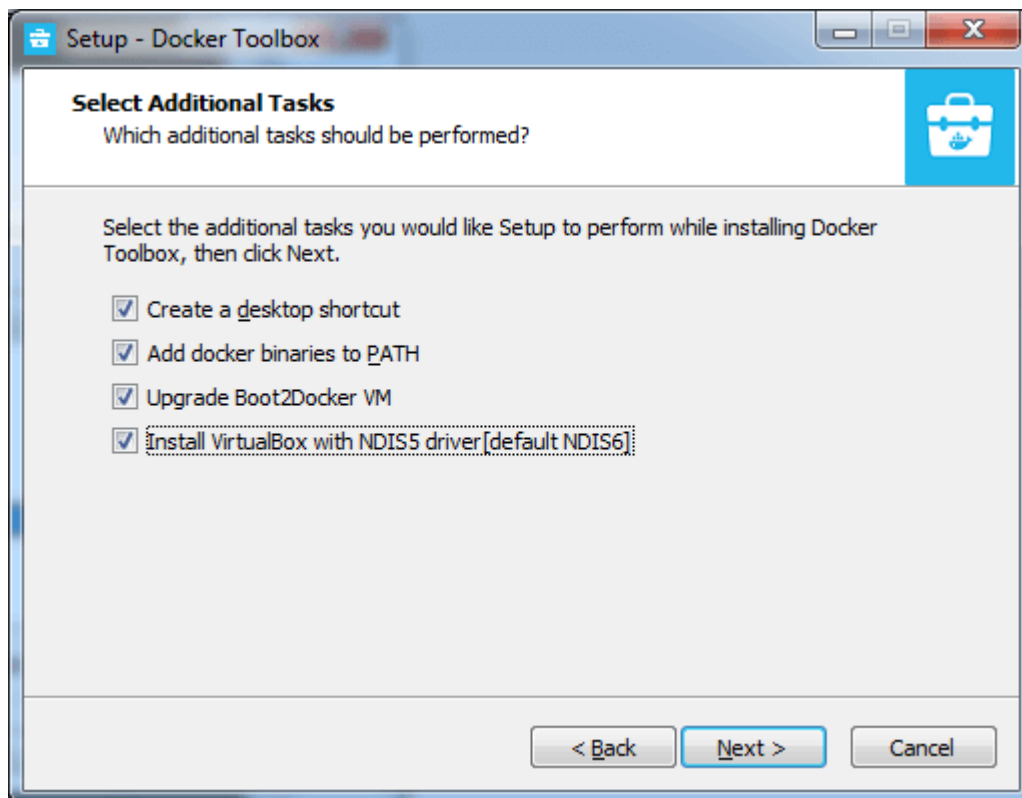 Setup - Docker Toolbox
Select Additional Tasks
Which additional tasks should be performed?
Select the additional tasks you would like Setup to perform while installing Docker
Toolbox, then click Next.
Create a desktop shortcut
Add docker binaries to PATH
Upgrade Boot2Docker VM
Install VirtualBox with NDIS5 driver[default NDIS6]
< Back
Next >
Cancel